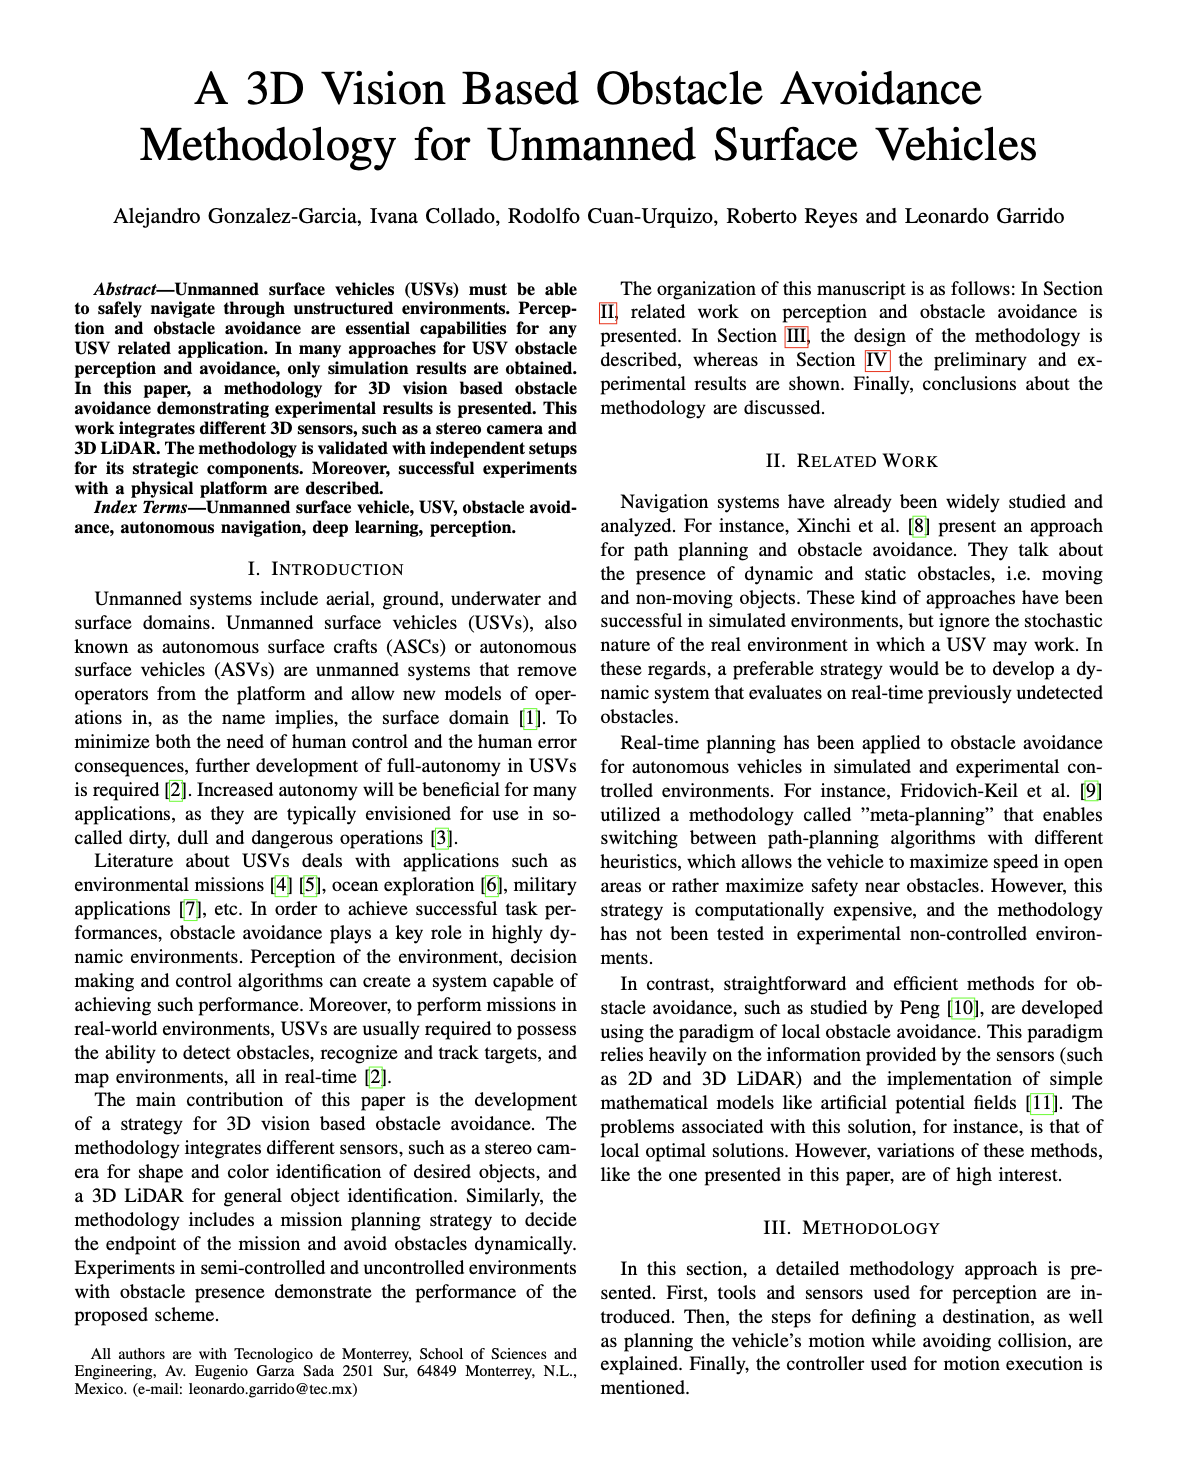 A 3D Vision Based Obstacle Avoidance
Methodology for Unmanned Surface Vehicles
Alejandro Gonzalez-Garcia, Ivana Collado, Rodolfo Cuan-Urquizo, Roberto Reyes and Leonardo Garrido
Abstract—Unmanned surface vehicles (USVs) must be able
to safely navigate through unstructured environments. Percep-
tion and obstacle avoidance are essential capabilities for any
USV related application. In many approaches for USV obstacle
perception and avoidance, only simulation results are obtained.
In this paper, a methodology for 3D vision based obstacle
avoidance demonstrating experimental results is presented. This
work integrates different 3D sensors, such as a stereo camera and
3D LiDAR. The methodology is validated with independent setups
for its strategic components. Moreover, successful experiments
with a physical platform are described.
Index Terms—Unmanned surface vehicle, USV, obstacle avoid-
ance, autonomous navigation, deep learning, perception.
I. INTRODUCTION
Unmanned systems include aerial, ground, underwater and
surface domains. Unmanned surface vehicles (USVs), also
known as autonomous surface crafts (ASCs) or autonomous
surface vehicles (ASVs) are unmanned systems that remove
operators from the platform and allow new models of oper-
ations in, as the name implies, the surface domain [1]. To
minimize both the need of human control and the human error
consequences, further development of full-autonomy in USVs
is required [2]. Increased autonomy will be beneficial for many
applications, as they are typically envisioned for use in so-
called dirty, dull and dangerous operations [3].
Literature about USVs deals with applications such as
environmental missions [4] [5], ocean exploration [6], military
applications [7], etc. In order to achieve successful task per-
formances, obstacle avoidance plays a key role in highly dy-
namic environments. Perception of the environment, decision
making and control algorithms can create a system capable of
achieving such performance. Moreover, to perform missions in
real-world environments, USVs are usually required to possess
the ability to detect obstacles, recognize and track targets, and
map environments, all in real-time [2].
The main contribution of this paper is the development
of a strategy for 3D vision based obstacle avoidance. The
methodology integrates different sensors, such as a stereo cam-
era for shape and color identification of desired objects, and
a 3D LiDAR for general object identification. Similarly, the
methodology includes a mission planning strategy to decide
the endpoint of the mission and avoid obstacles dynamically.
Experiments in semi-controlled and uncontrolled environments
with obstacle presence demonstrate the performance of the
proposed scheme.
All authors are with Tecnologico de Monterrey, School of Sciences and
Engineering, Av. Eugenio Garza Sada 2501 Sur, 64849 Monterrey, N.L.,
Mexico. (e-mail: leonardo.garrido@tec.mx)
The organization of this manuscript is as follows: In Section
II, related work on perception and obstacle avoidance is
presented. In Section III, the design of the methodology is
described, whereas in Section IV the preliminary and ex-
perimental results are shown. Finally, conclusions about the
methodology are discussed.
II. RELATED WORK
Navigation systems have already been widely studied and
analyzed. For instance, Xinchi et al. [8] present an approach
for path planning and obstacle avoidance. They talk about
the presence of dynamic and static obstacles, i.e. moving
and non-moving objects. These kind of approaches have been
successful in simulated environments, but ignore the stochastic
nature of the real environment in which a USV may work. In
these regards, a preferable strategy would be to develop a dy-
namic system that evaluates on real-time previously undetected
obstacles.
Real-time planning has been applied to obstacle avoidance
for autonomous vehicles in simulated and experimental con-
trolled environments. For instance, Fridovich-Keil et al. [9]
utilized a methodology called ”meta-planning” that enables
switching between path-planning algorithms with different
heuristics, which allows the vehicle to maximize speed in open
areas or rather maximize safety near obstacles. However, this
strategy is computationally expensive, and the methodology
has not been tested in experimental non-controlled environ-
ments.
In contrast, straightforward and efficient methods for ob-
stacle avoidance, such as studied by Peng [10], are developed
using the paradigm of local obstacle avoidance. This paradigm
relies heavily on the information provided by the sensors (such
as 2D and 3D LiDAR) and the implementation of simple
mathematical models like artificial potential fields [11]. The
problems associated with this solution, for instance, is that of
local optimal solutions. However, variations of these methods,
like the one presented in this paper, are of high interest.
III. METHODOLOGY
In this section, a detailed methodology approach is pre-
sented. First, tools and sensors used for perception are in-
troduced. Then, the steps for defining a destination, as well
as planning the vehicle's motion while avoiding collision, are
explained. Finally, the controller used for motion execution is
mentioned.